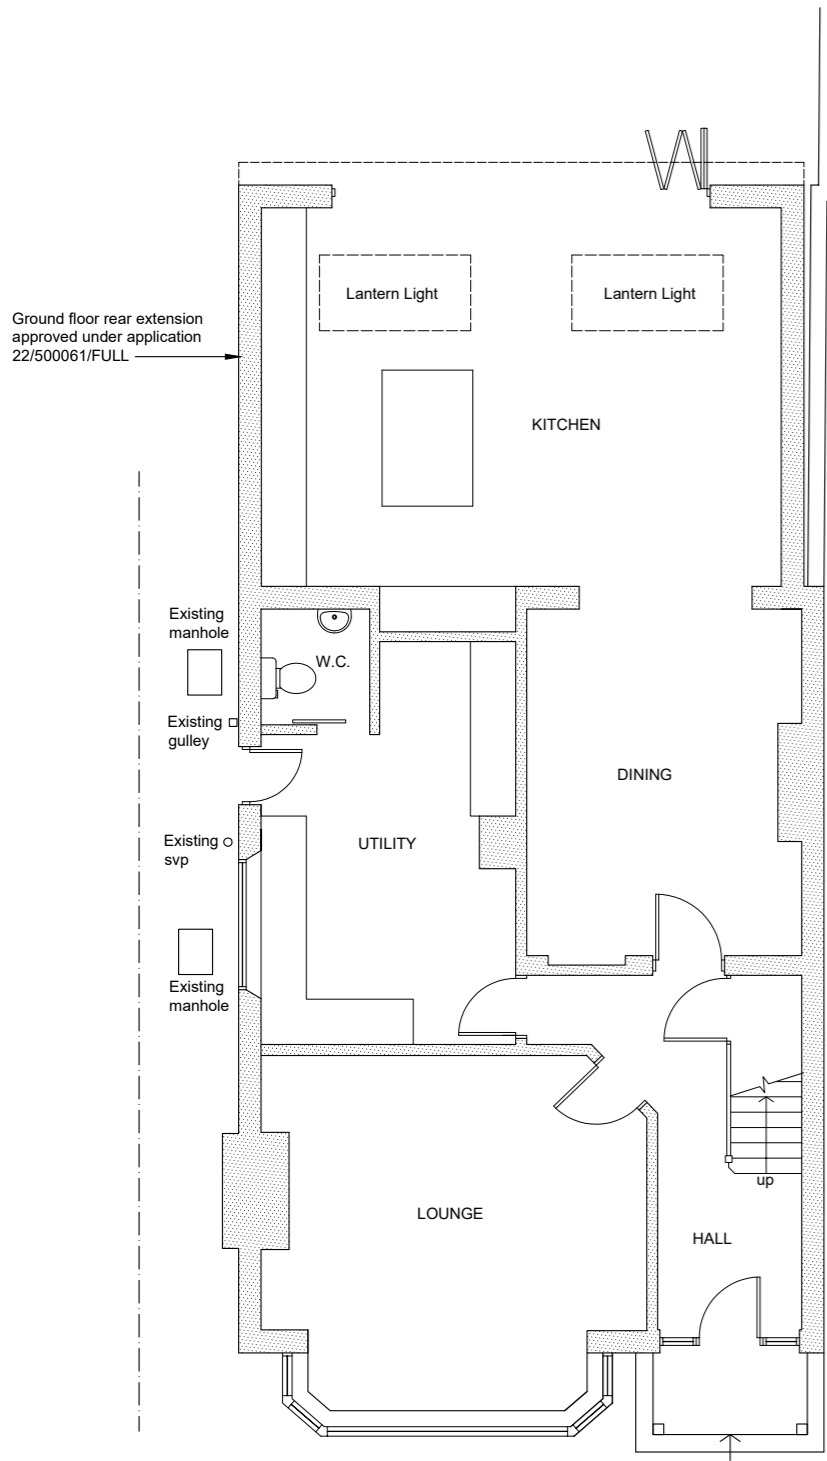 Lantern Light
Lantern Light
Ground floor rear extension
approved under application
22/500061/FULL
KITCHEN
Existing
manhole
W.C.
Existing
gulley
DINING
Existing
svp
UTILITY
Existing
manhole
up
LOUNGE
HALL